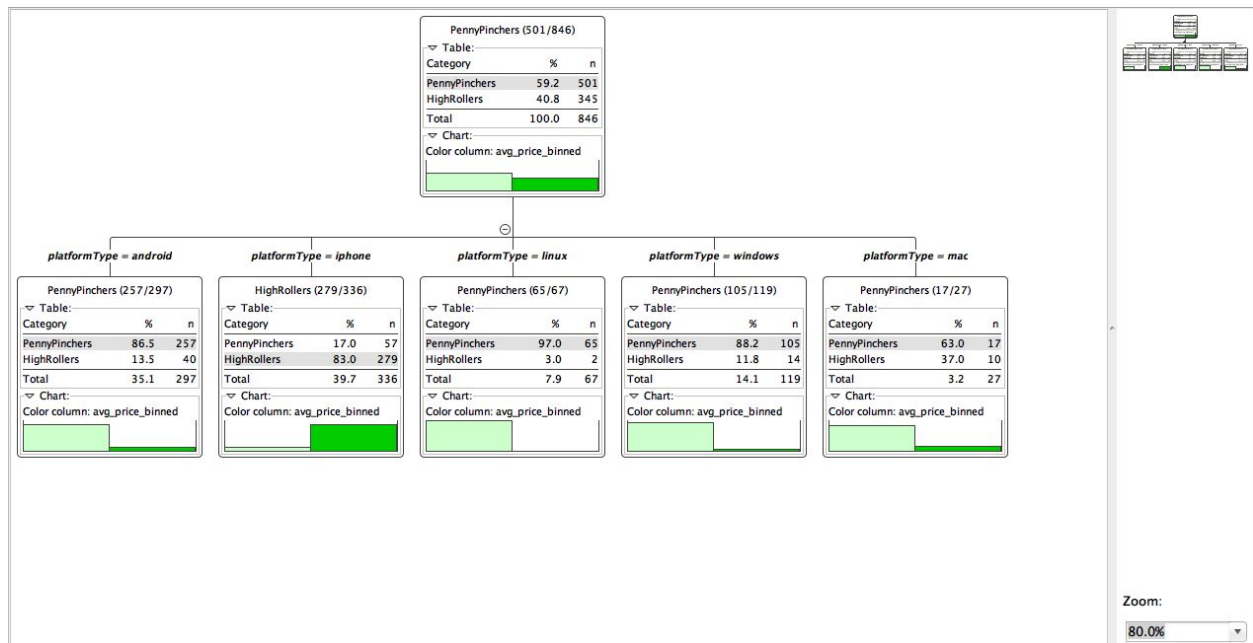 PennyPinchers (501/846)
Table:
Category % n
PennyPinchers 59.2 501
HighRollers 40.8 345
Total 100.0 846
Chart:
Color column: avg_price_binned
platformType = android
PennyPinchers (257/297)
Table:
Category % n
PennyPinchers 86.5 257
HighRollers 13.5 40
Total 35.1 297
Chart:
Color column: avg_price_binned
platformType = iphone
HighRollers (279/336)
Table:
Category % n
PennyPinchers 17.0 57
HighRollers 83.0 279
Total 39.7 336
Chart:
Color column: avg_price_binned
platformType = linux
PennyPinchers (65/67)
Table:
Category % n
PennyPinchers 97.0 65
HighRollers 3.0 2
Total 7.9 67
Chart:
Color column: avg_price_binned
platformType = windows
PennyPinchers (105/119)
Table:
Category % n
PennyPinchers 88.2 105
HighRollers 11.8 14
Total 14.1 119
Chart:
Color column: avg_price_binned
platformType = mac
PennyPinchers (17/27)
Table:
Category % n
PennyPinchers 63.0 17
HighRollers 37.0 10
Total 3.2 27
Chart:
Color column: avg_price_binned
Zoom:
80.0%